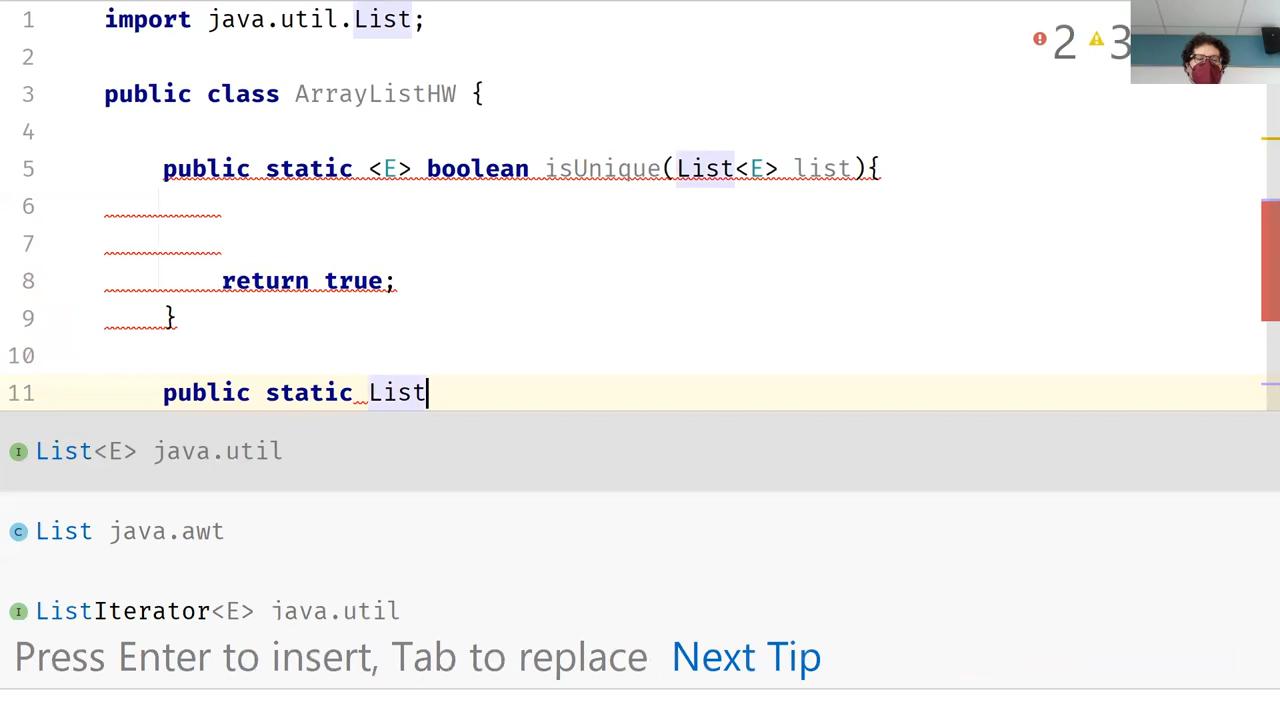 1 import java.util.List;
2
3 public class ArrayListHW {
4
5 public static <E> boolean isUnique(List<E> list){
6
7
8 return true;
9 }
10
11 public static List
2 3
I List<E> java.util
C List java.awt
I ListIterator<E> java.util
Press Enter to insert, Tab to replace Next Tip